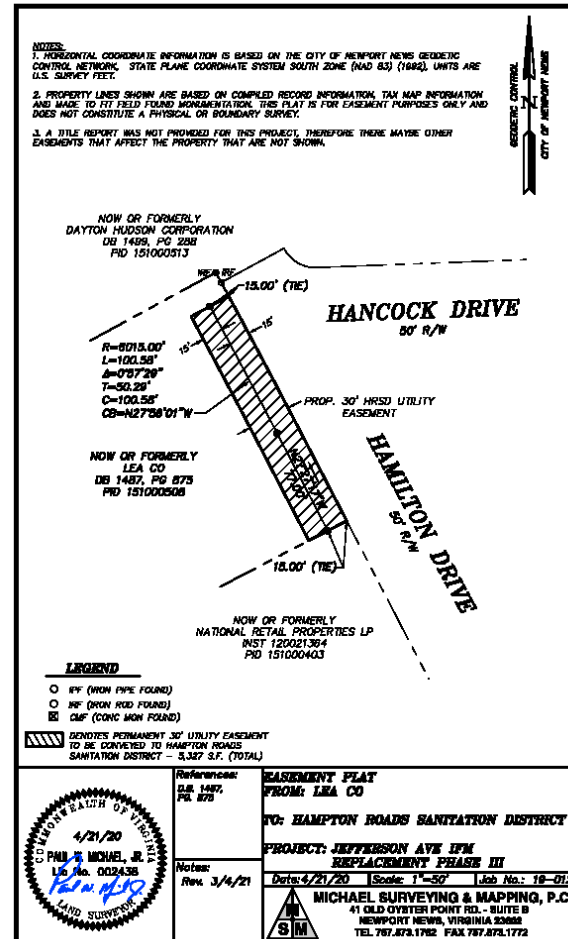 NOTES:
1. HORIZONTAL COORDINATE INFORMATION IS BASED ON THE CITY OF NEWPORT NEWS GEODETIC
CONTROL NETWORK, STATE PLANE COORDINATE SYSTEM SOUTH ZONE (NAD 83) (1992), UNITS ARE
U.S. SURVEY FEET.
2. PROPERTY LINES SHOWN ARE BASED ON COMPILED RECORD INFORMATION, TAX MAP INFORMATION
AND MADE TO FIT FIELD FOUND MONUMENTATION. THIS PLAT IS FOR EASEMENT PURPOSES ONLY AND
DOES NOT CONSTITUTE A PHYSICAL OR BOUNDARY SURVEY.
3. A TITLE REPORT WAS NOT PROVIDED FOR THIS PROJECT, THEREFORE THERE MAYBE OTHER
EASEMENTS THAT AFFECT THE PROPERTY THAT ARE NOT SHOWN.
GEODETIC CONTROL
N
CITY OF NEWPORT NEWS
NOW OR FORMERLY
DAYTON HUDSON CORPORATION
DB 1499, PG 288
PID 151000513
IRF
15.00' (TIE)
HANCOCK DRIVE
50' R/W
15'
15'
R=6015.00'
L=100.58'
Δ=0°57'29"
T=50.29'
C=100.58'
CB=N27°58'01"W
PROP. 30' HRSD UTILITY
EASEMENT
NOW OR FORMERLY
LEA CO
DB 1487, PG 875
PID 151000508
HAMILTON DRIVE
50' R/W
15.00' (TIE)
NOW OR FORMERLY
NATIONAL RETAIL PROPERTIES LP
INST 120021364
PID 151000403
LEGEND
IPF (IRON PIPE FOUND)
IRF (IRON ROD FOUND)
CMF (CONC MON FOUND)
DENOTES PERMANENT 30' UTILITY EASEMENT
TO BE CONVEYED TO HAMPTON ROADS
SANITATION DISTRICT - 5,327 S.F. (TOTAL)
COMMONWEALTH OF VIRGINIA
4/21/20
PAUL W. MICHAEL, JR.
Lic No. 002436
LAND SURVEYOR
References:
D.B. 1487,
PG. 875
Notes:
Rev. 3/4/21
EASEMENT PLAT
FROM: LEA CO
TO: HAMPTON ROADS SANITATION DISTRICT
PROJECT: JEFFERSON AVE IFM
REPLACEMENT PHASE III
Date: 4/21/20 Scale: 1"=50' Job No.: 19-012
M
S M
MICHAEL SURVEYING & MAPPING, P.C.
41 OLD OYSTER POINT RD. - SUITE B
NEWPORT NEWS, VIRGINIA 23602
TEL 757.873.1762 FAX 757.873.1772